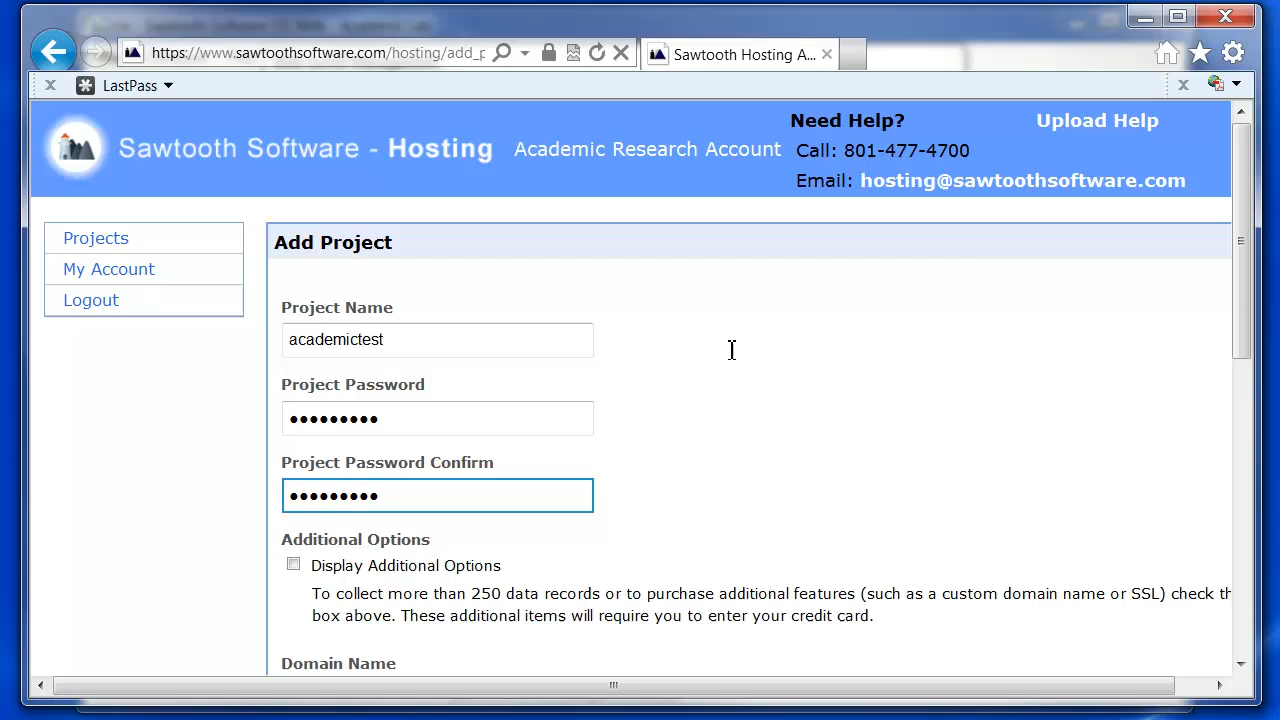 https://www.sawtoothsoftware.com/hosting/add_p
Sawtooth Hosting A...
x LastPass
x
Sawtooth Software - Hosting
Academic Research Account
Need Help?
Upload Help
Call: 801-477-4700
Email: hosting@sawtoothsoftware.com
Projects
My Account
Logout
Add Project
Project Name
academictest
Project Password
•••••••••
Project Password Confirm
•••••••••
Additional Options
Display Additional Options
To collect more than 250 data records or to purchase additional features (such as a custom domain name or SSL) check th
box above. These additional items will require you to enter your credit card.
Domain Name